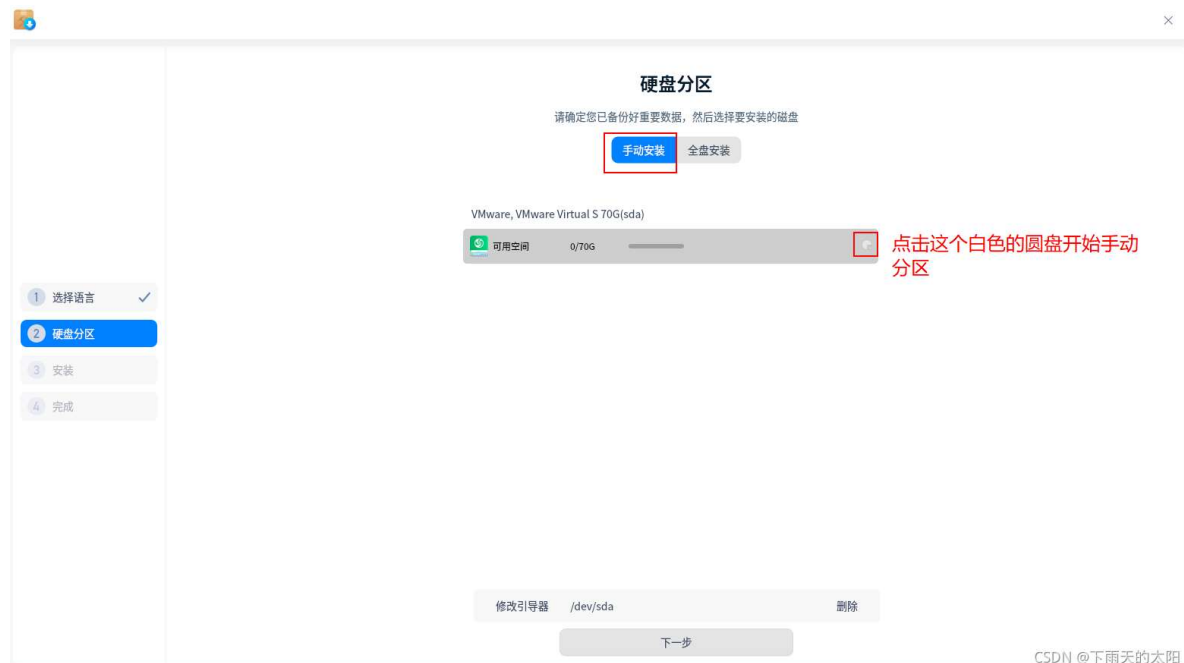 硬盘分区
请确定您已备份好重要数据，然后选择要安装的磁盘
手动安装 全盘安装
VMware, VMware Virtual S 70G(sda)
可用空间 0/70G
点击这个白色的圆盘开始手动
分区
1 选择语言
2 硬盘分区
3 安装
4 完成
修改引导器 /dev/sda 删除
下一步
CSDN @下雨天的太阳